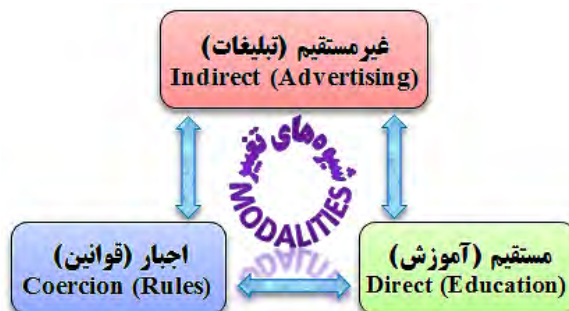 غیرمستقیم (تبلیغات)
Indirect (Advertising)
شیوه‌های تغییر
MODALITIES
اجبار (قوانین)
Coercion (Rules)
مستقیم (آموزش)
Direct (Education)